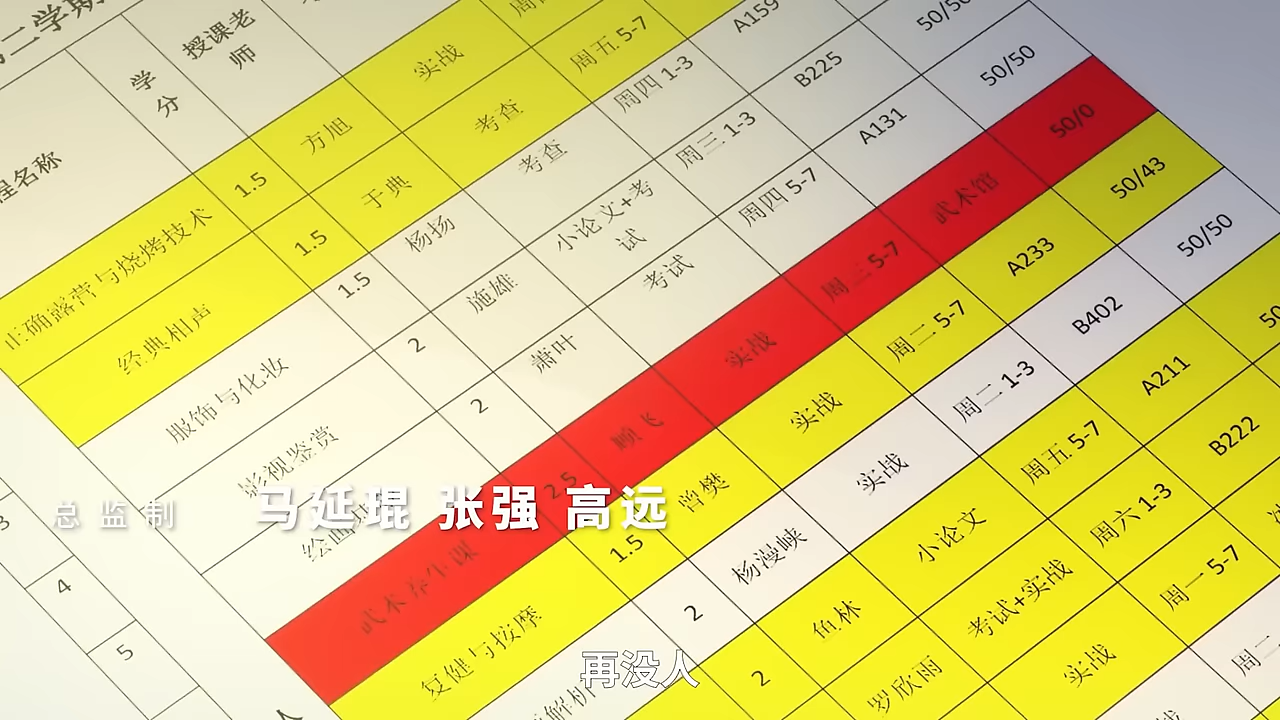 二学期
程名称
学分
授课老师
正确露营与烧烤技术 1.5 方旭 实战
经典相声 1.5 于典 考查 周五 5-7
服饰与化妆 1.5 杨扬 考查 周四 1-3 A159 50/50
影视鉴赏 2 施雄 小论文+考试 周三 1-3 B225 50/50
绘画 2 萧叶 考试 周四 5-7 A131
武术养生课 2.5 顾飞 实战 周三 5-7 武术馆 50/0
复健与按摩 1.5 曾樊 实战 周二 5-7 A233 50/43
解析 2 杨漫峡 实战 周二 1-3 B402 50/50
2 鱼林 小论文 周五 5-7 A211 50
罗欣雨 考试+实战 周六 1-3 B222
实战 周一 5-7
周二
3
4
5
总监制 马延琨 张强 高远
再没人